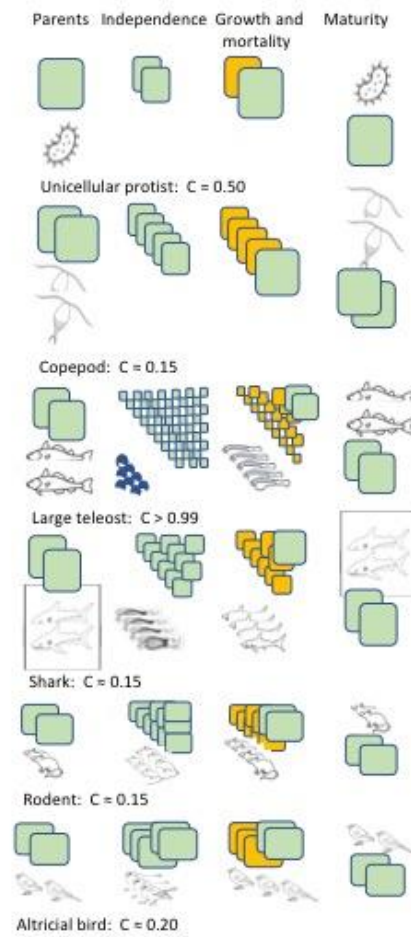 Parents Independence Growth and Maturity
mortality
Unicellular protist: C = 0.50
Copepod: C ≈ 0.15
Large teleost: C > 0.99
Shark: C ≈ 0.15
Rodent: C ≈ 0.15
Altricial bird: C ≈ 0.20